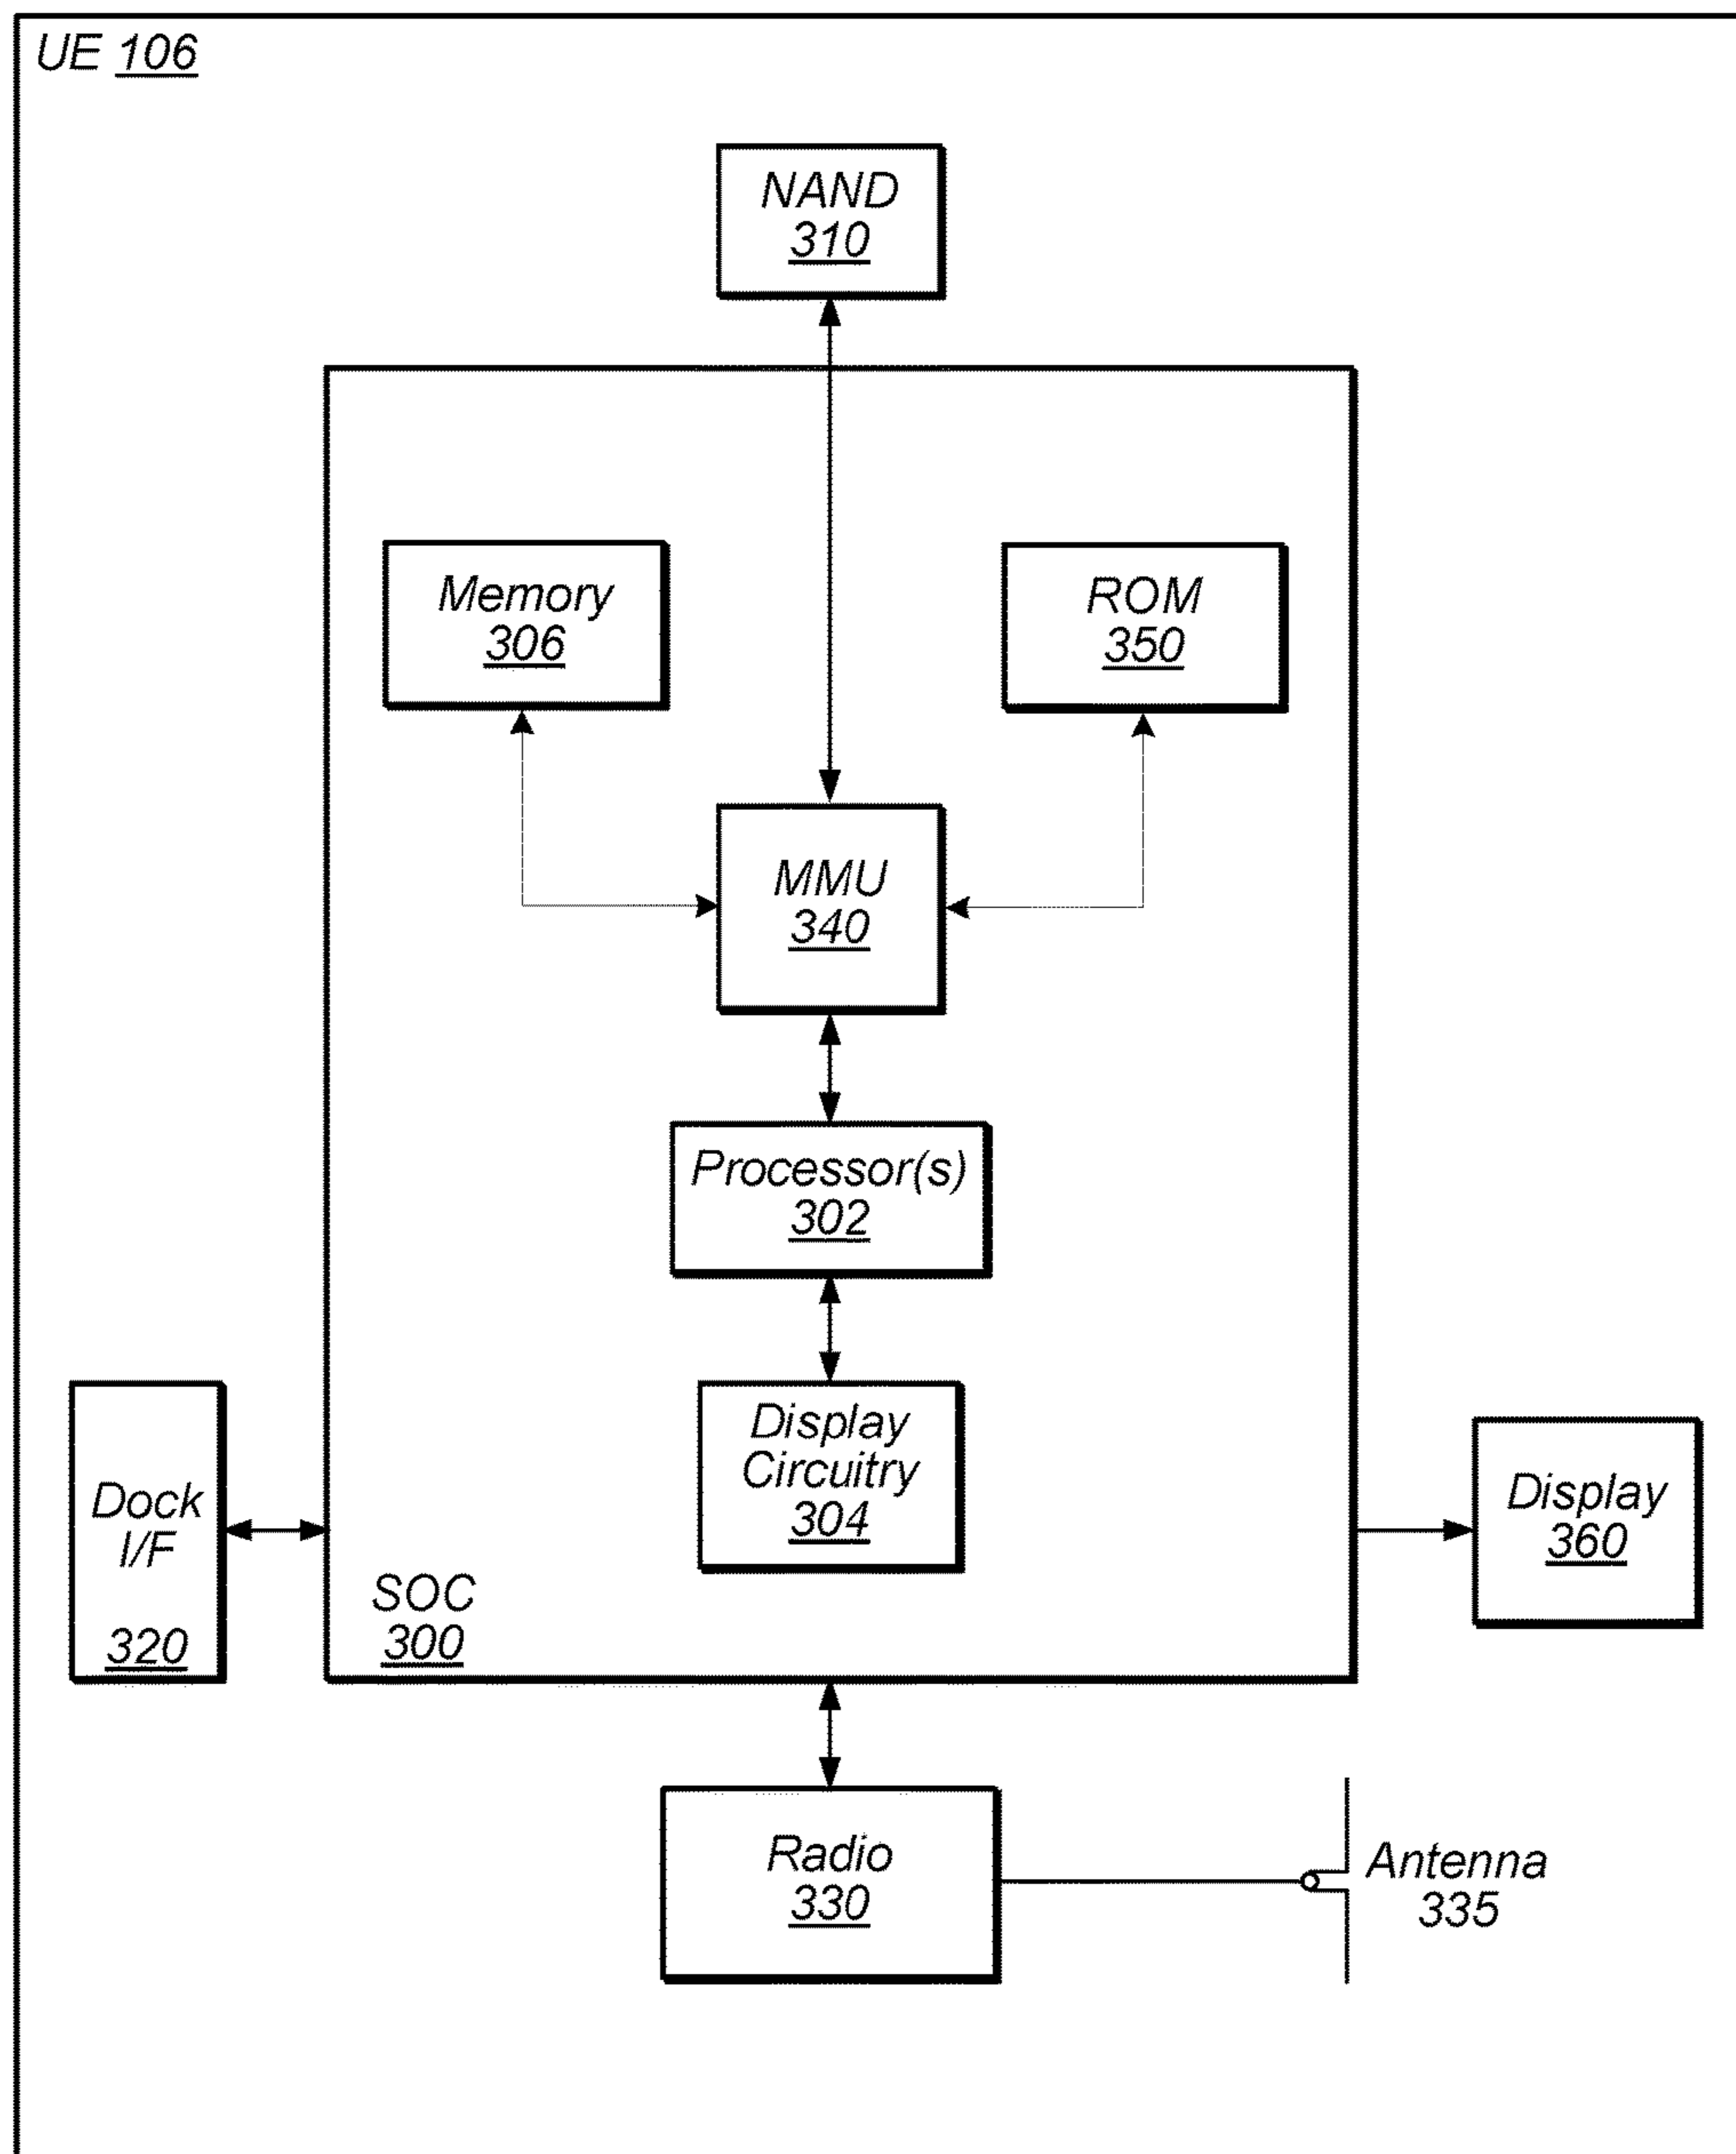 UE 106
NAND
310
Memory
306
ROM
350
MMU
340
Processor(s)
302
Display
Circuitry
304
Dock
I/F
320
SOC
300
Display
360
Radio
330
Antenna
335